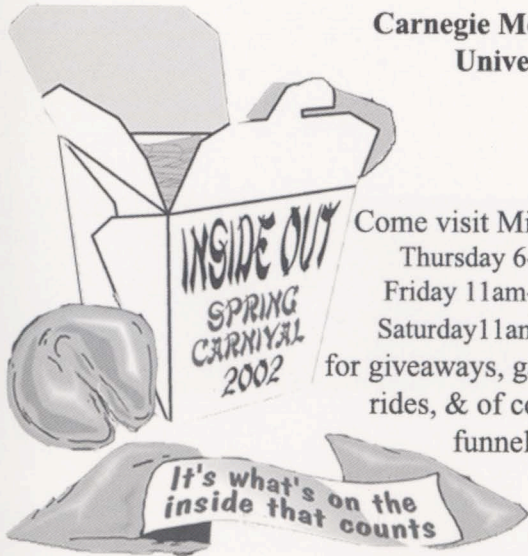 Carnegie M
Unive
INSIDE OUT
SPRING
CARNIVAL
2002
Come visit Mi
Thursday 6
Friday 11am
Saturday11am
for giveaways, g
rides, & of co
funnel
It's what's on the
inside that counts